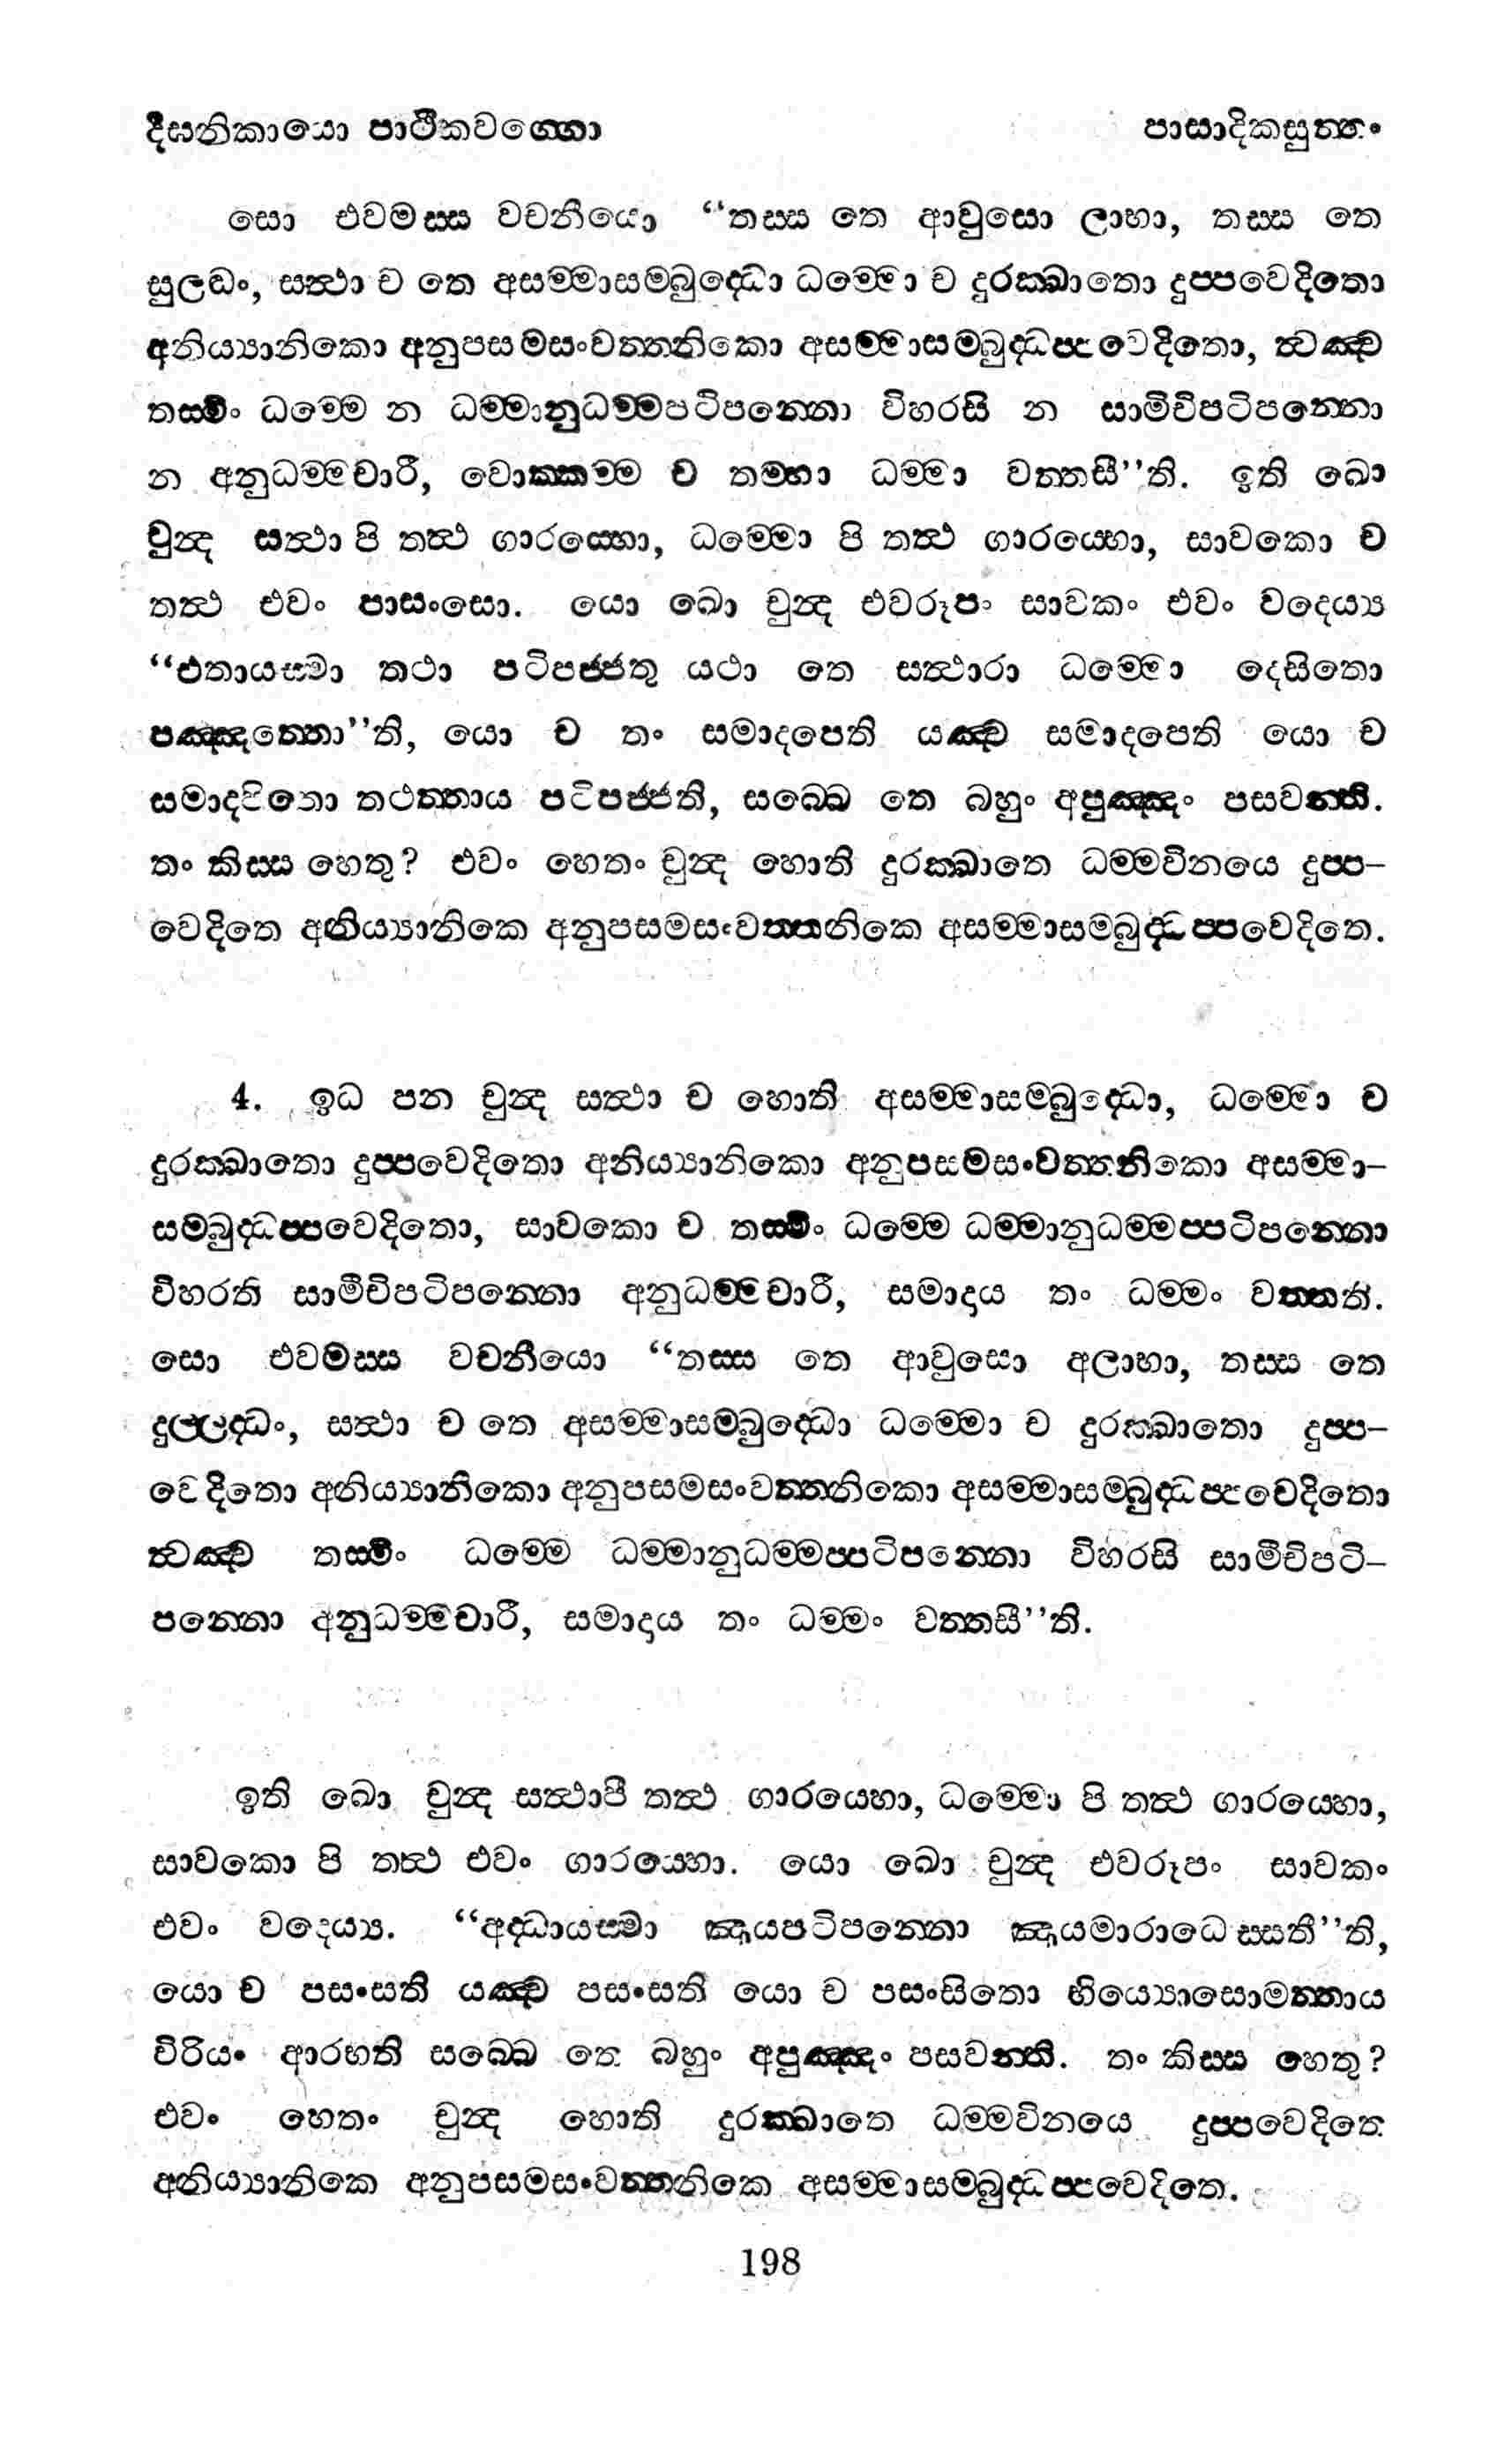 දීඝනිකායො පාථිකවග්ගො පාසාදිකසුත්තං
සො එවමස්ස වචනීයො “තස්ස තෙ ආවුසො ලාභා, තස්ස තෙ
සුලද්ධං, සත්ථා ච තෙ අසම්මාසම්බුද්ධො ධම්මො ච දුරක්ඛාතො දුප්පවෙදිතො
අනිය්‍යානිකො අනුපසමසංවත්තනිකො අසම්මාසම්බුද්ධප්පවෙදිතො, ත්වඤ්ච
තස්මිං ධම්මෙ න ධම්මානුධම්මපටිපන්නො විහරසි න සාමිචිපටිපන්නො
න අනුධම්මචාරී, වොක්කම්ම ච තම්හා ධම්මා වත්තසී”ති. ඉති ඛො
චුන්ද සත්ථා පි තත්ථ ගාරය්හො, ධම්මො පි තත්ථ ගාරය්හො, සාවකො ච
තත්ථ එවං පාසංසො. යො ඛො චුන්ද එවරූපං සාවකං එවං වදෙය්‍ය
“එතායස්මා තථා පටිපජ්ජතු යථා තෙ සත්ථාරා ධම්මො දෙසිතො
පඤ්ඤත්තො”ති, යො ච තං සමාදපෙති යඤ්ච සමාදපෙති යො ච
සමාදපිතො තථත්තාය පටිපජ්ජති, සබ්බෙ තෙ බහුං අපුඤ්ඤං පසවන්ති.
තං කිස්ස හෙතු? එවං හෙතං චුන්ද හොති දුරක්ඛාතෙ ධම්මවිනයෙ දුප්ප–
වෙදිතෙ අනිය්‍යානිකෙ අනුපසමසංවත්තනිකෙ අසම්මාසම්බුද්ධප්පවෙදිතෙ.
4. ඉධ පන චුන්ද සත්ථා ච හොති අසම්මාසම්බුද්ධො, ධම්මො ච
දුරක්ඛාතො දුප්පවෙදිතො අනිය්‍යානිකො අනුපසමසංවත්තනිකො අසම්මා–
සම්බුද්ධප්පවෙදිතො, සාවකො ච තස්මිං ධම්මෙ ධම්මානුධම්මප්පටිපන්නො
විහරති සාමීචිපටිපන්නො අනුධම්මචාරී, සමාදාය තං ධම්මං වත්තති.
සො එවමස්ස වචනීයො “තස්ස තෙ ආවුසො අලාභා, තස්ස තෙ
දුල්ලද්ධං, සත්ථා ච තෙ අසම්මාසම්බුද්ධො ධම්මො ච දුරක්ඛාතො දුප්ප–
වෙදිතො අනිය්‍යානිකො අනුපසමසංවත්තනිකො අසම්මාසම්බුද්ධප්පවෙදිතො
ත්වඤ්ච තස්මිං ධම්මෙ ධම්මානුධම්මප්පටිපන්නො විහරසි සාමීචිපටි–
පන්නො අනුධම්මචාරී, සමාදාය තං ධම්මං වත්තසී”ති.
ඉති ඛො චුන්ද සත්ථාපි තත්ථ ගාරය්හො, ධම්මො පි තත්ථ ගාරය්හො,
සාවකො පි තත්ථ එවං ගාරය්හො. යො ඛො චුන්ද එවරූපං සාවකං
එවං වදෙය්‍ය. “අද්ධායස්මා ඤායපටිපන්නො ඤායමාරාධෙස්සතී”ති,
යො ච පසංසති යඤ්ච පසංසති යො ච පසංසිතො භිය්‍යොසොමත්තාය
විරියං ආරභති සබ්බෙ තෙ බහුං අපුඤ්ඤං පසවන්ති. තං කිස්ස හෙතු?
එවං හෙතං චුන්ද හොති දුරක්ඛාතෙ ධම්මවිනයෙ දුප්පවෙදිතෙ
අනිය්‍යානිකෙ අනුපසමසංවත්තනිකෙ අසම්මාසම්බුද්ධප්පවෙදිතෙ.
198